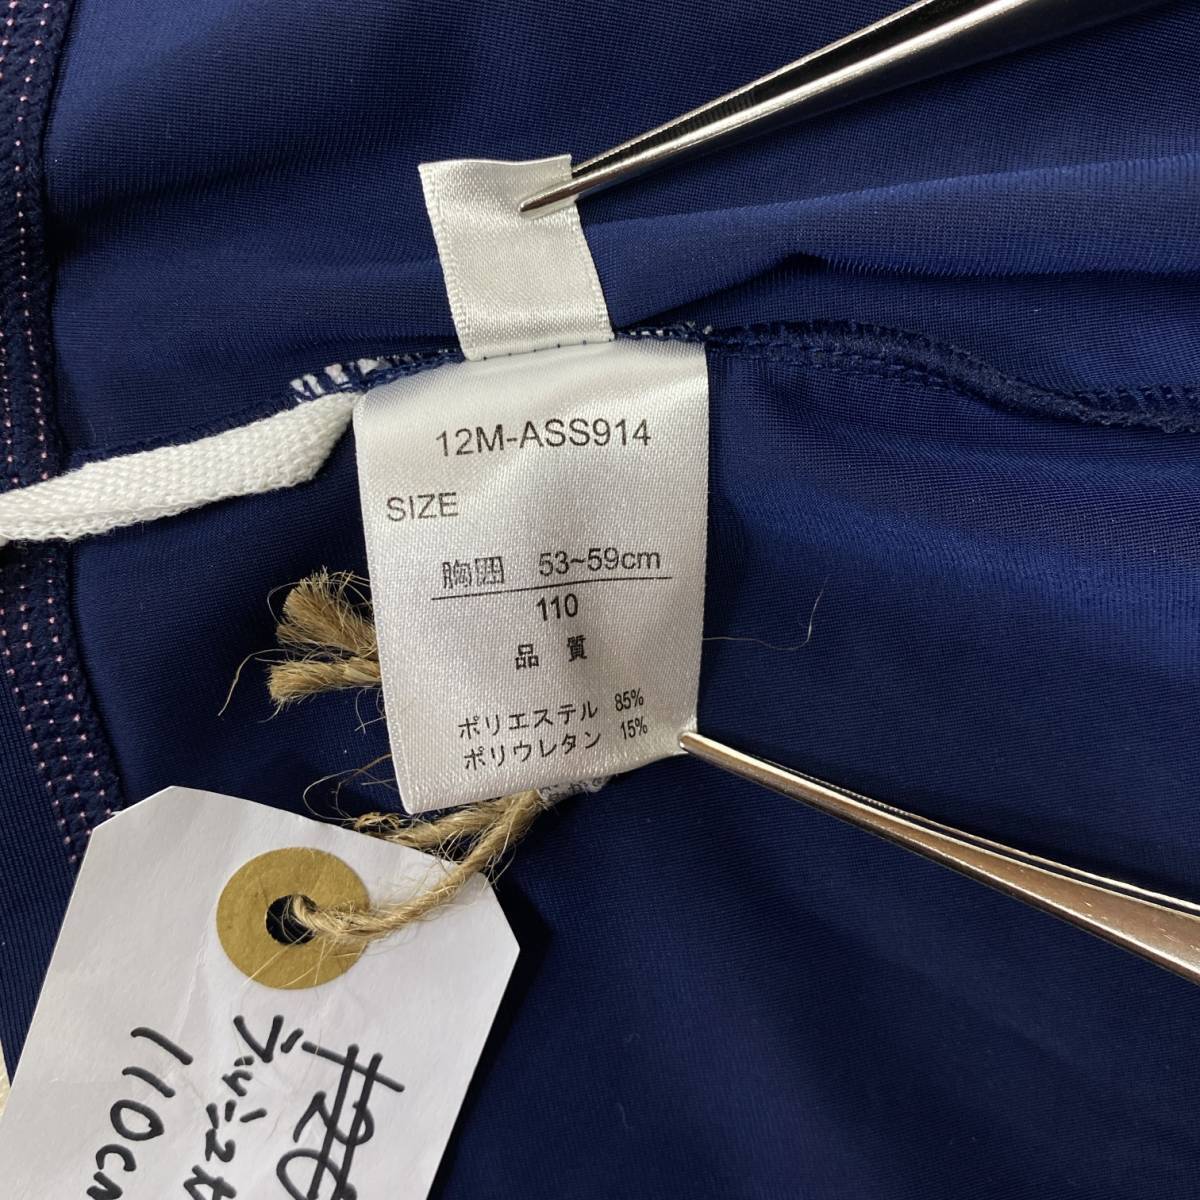 12M-ASS914
SIZE
胸囲 53~59cm
110
品質
ポリエステル 85%
ポリウレタン 15%
110cm